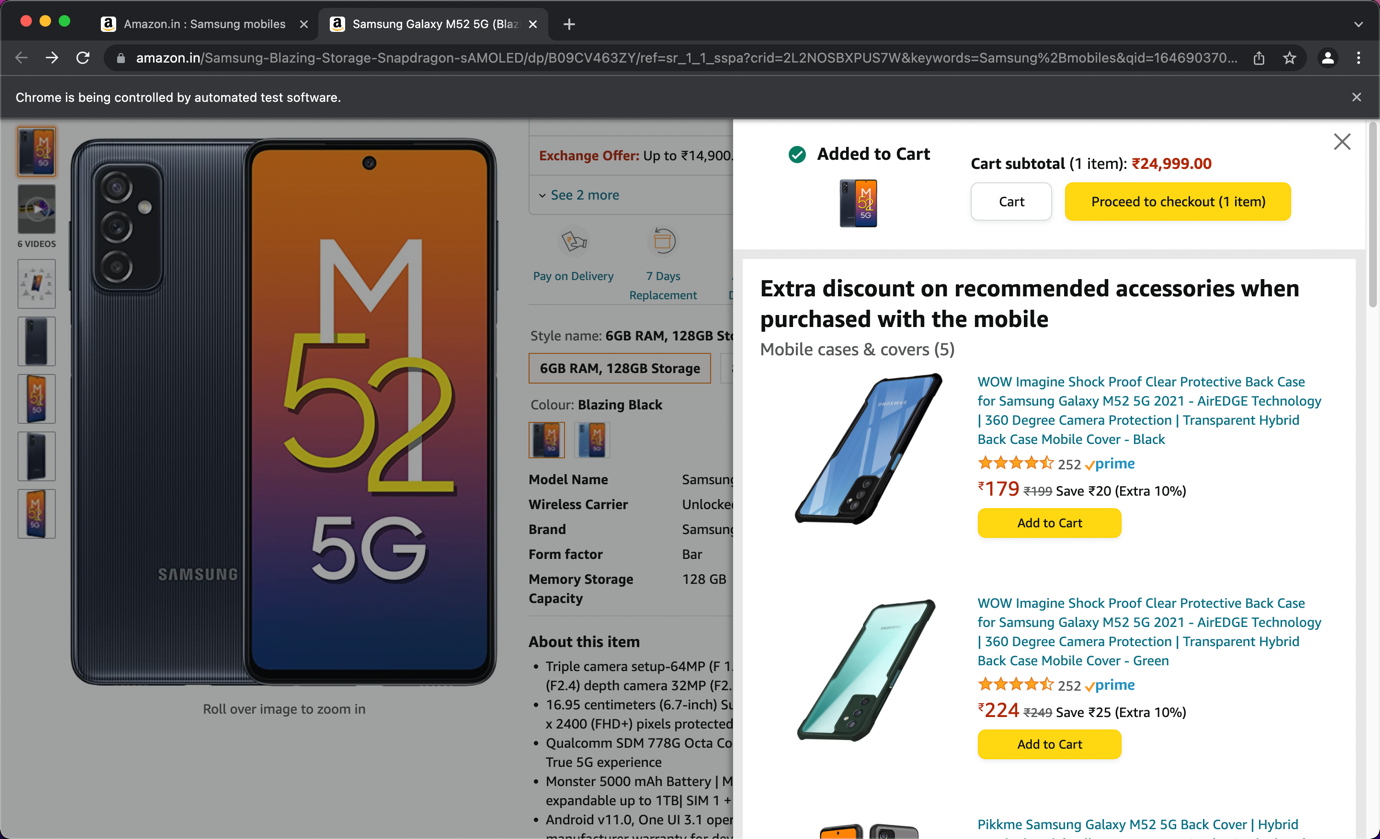 Amazon.in : Samsung mobiles
Samsung Galaxy M52 5G (Blaz
amazon.in/Samsung-Blazing-Storage-Snapdragon-sAMOLED/dp/B09CV463ZY/ref=sr_1_1_sspa?crid=2L2NOSBXPUS7W&keywords=Samsung%2Bmobiles&qid=164690370...
Chrome is being controlled by automated test software.
6 VIDEOS
M
52
5G
SAMSUNG
Roll over image to zoom in
Exchange Offer: Up to ₹14,900.
See 2 more
Pay on Delivery
7 Days
Replacement
Style name: 6GB RAM, 128GB Sto
6GB RAM, 128GB Storage
Colour: Blazing Black
Model Name Samsung
Wireless Carrier Unlocked
Brand Samsung
Form factor Bar
Memory Storage 128 GB
Capacity
About this item
• Triple camera setup-64MP (F 1.
(F2.4) depth camera 32MP (F2.
• 16.95 centimeters (6.7-inch) Su
x 2400 (FHD+) pixels protected
• Qualcomm SDM 778G Octa Co
True 5G experience
• Monster 5000 mAh Battery | M
expandable up to 1TB| SIM 1 +
• Android v11.0, One UI 3.1 oper
manufacturer warranty for dev
Added to Cart
M
52
5G
Cart subtotal (1 item): ₹24,999.00
Cart
Proceed to checkout (1 item)
Extra discount on recommended accessories when
purchased with the mobile
Mobile cases & covers (5)
WOW Imagine Shock Proof Clear Protective Back Case
for Samsung Galaxy M52 5G 2021 - AirEDGE Technology
| 360 Degree Camera Protection | Transparent Hybrid
Back Case Mobile Cover - Black
252 prime
₹179 ₹199 Save ₹20 (Extra 10%)
Add to Cart
WOW Imagine Shock Proof Clear Protective Back Case
for Samsung Galaxy M52 5G 2021 - AirEDGE Technology
| 360 Degree Camera Protection | Transparent Hybrid
Back Case Mobile Cover - Green
252 prime
₹224 ₹249 Save ₹25 (Extra 10%)
Add to Cart
Pikkme Samsung Galaxy M52 5G Back Cover | Hybrid